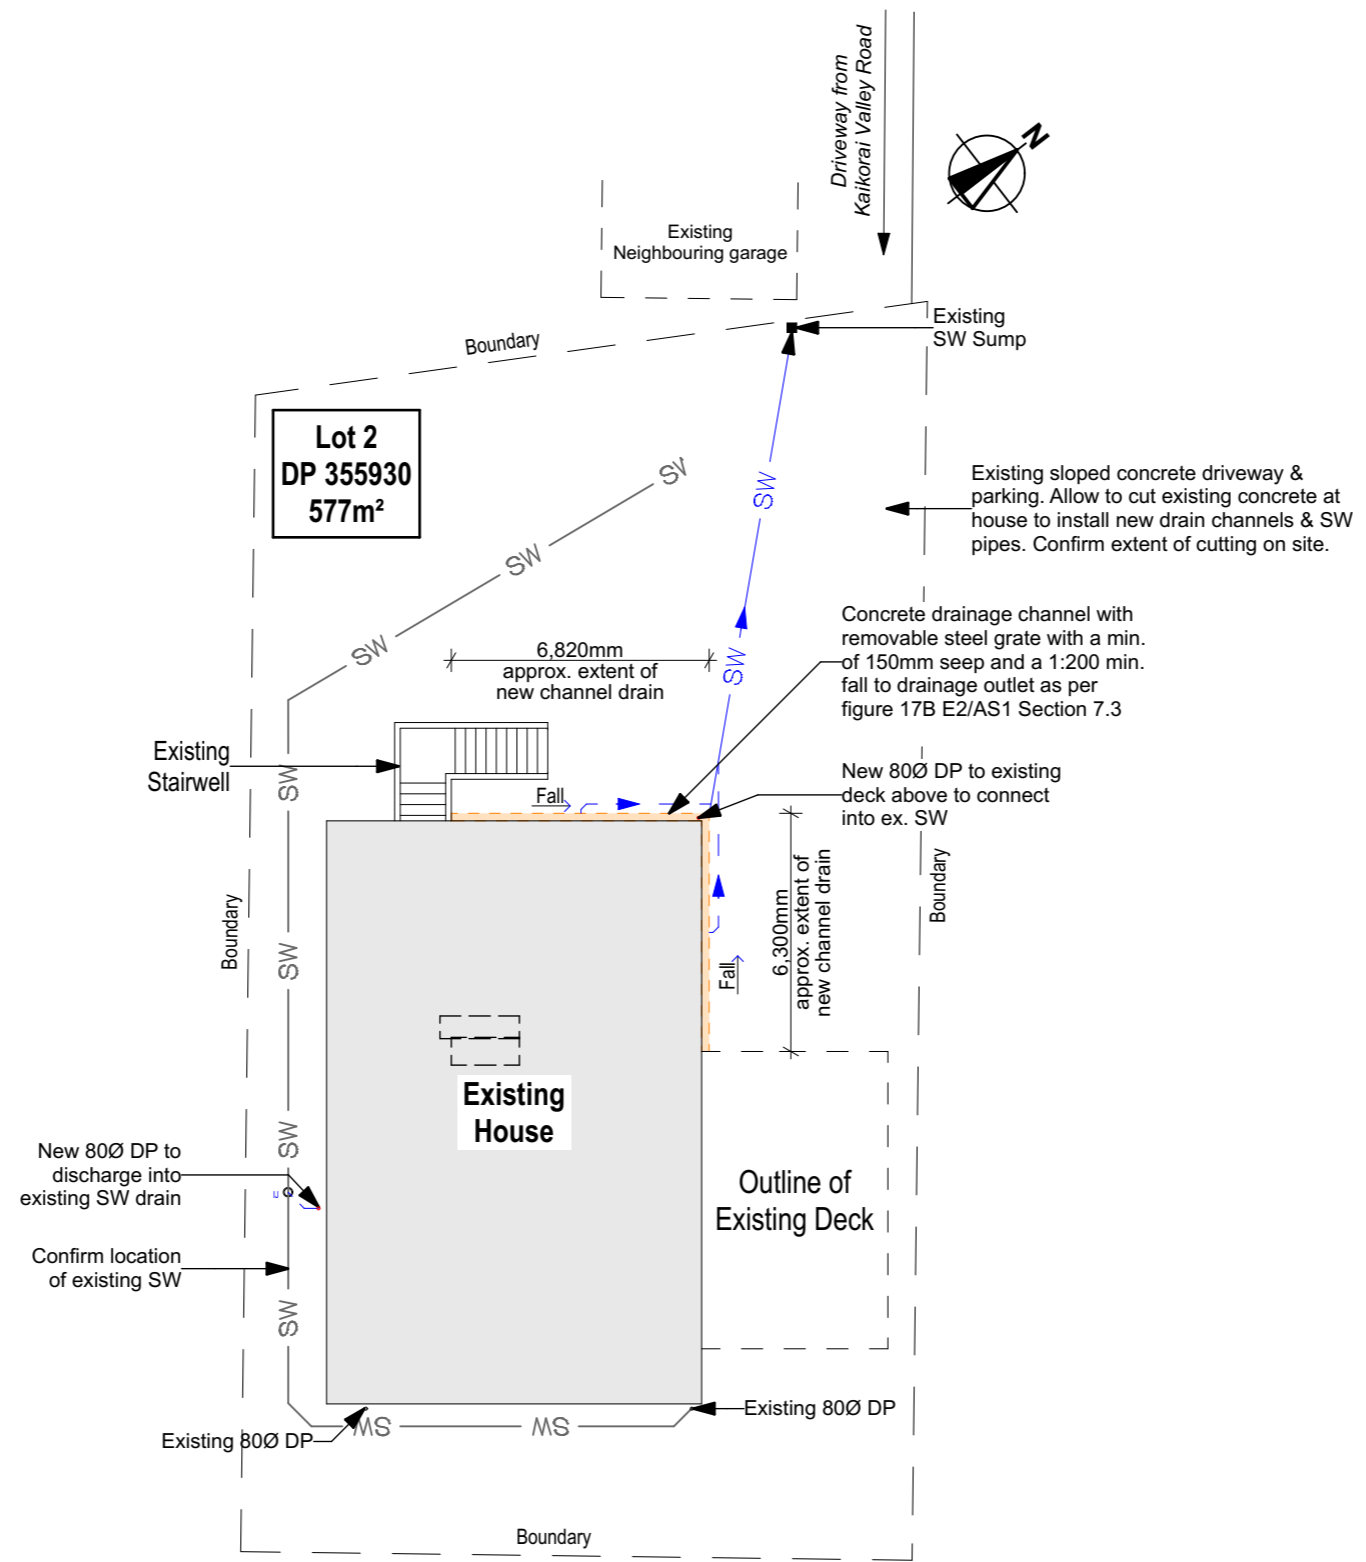 Driveway from
Kaikorai Valley Road
N
Existing
Neighbouring garage
Existing
SW Sump
Boundary
Lot 2
DP 355930
577m²
SW
SW
SW
SW
SW
Existing sloped concrete driveway &
parking. Allow to cut existing concrete at
house to install new drain channels & SW
pipes. Confirm extent of cutting on site.
Concrete drainage channel with
removable steel grate with a min.
of 150mm seep and a 1:200 min.
fall to drainage outlet as per
figure 17B E2/AS1 Section 7.3
6,820mm
approx. extent of
new channel drain
Existing
Stairwell
SW
New 80Ø DP to existing
deck above to connect
into ex. SW
Fall
6,300mm
approx. extent of
new channel drain
Fall
Boundary
Boundary
SW
Existing
House
New 80Ø DP to
discharge into
existing SW drain
SW
Outline of
Existing Deck
Confirm location
of existing SW
SW
Existing 80Ø DP
Existing 80Ø DP
SW
SW
Boundary